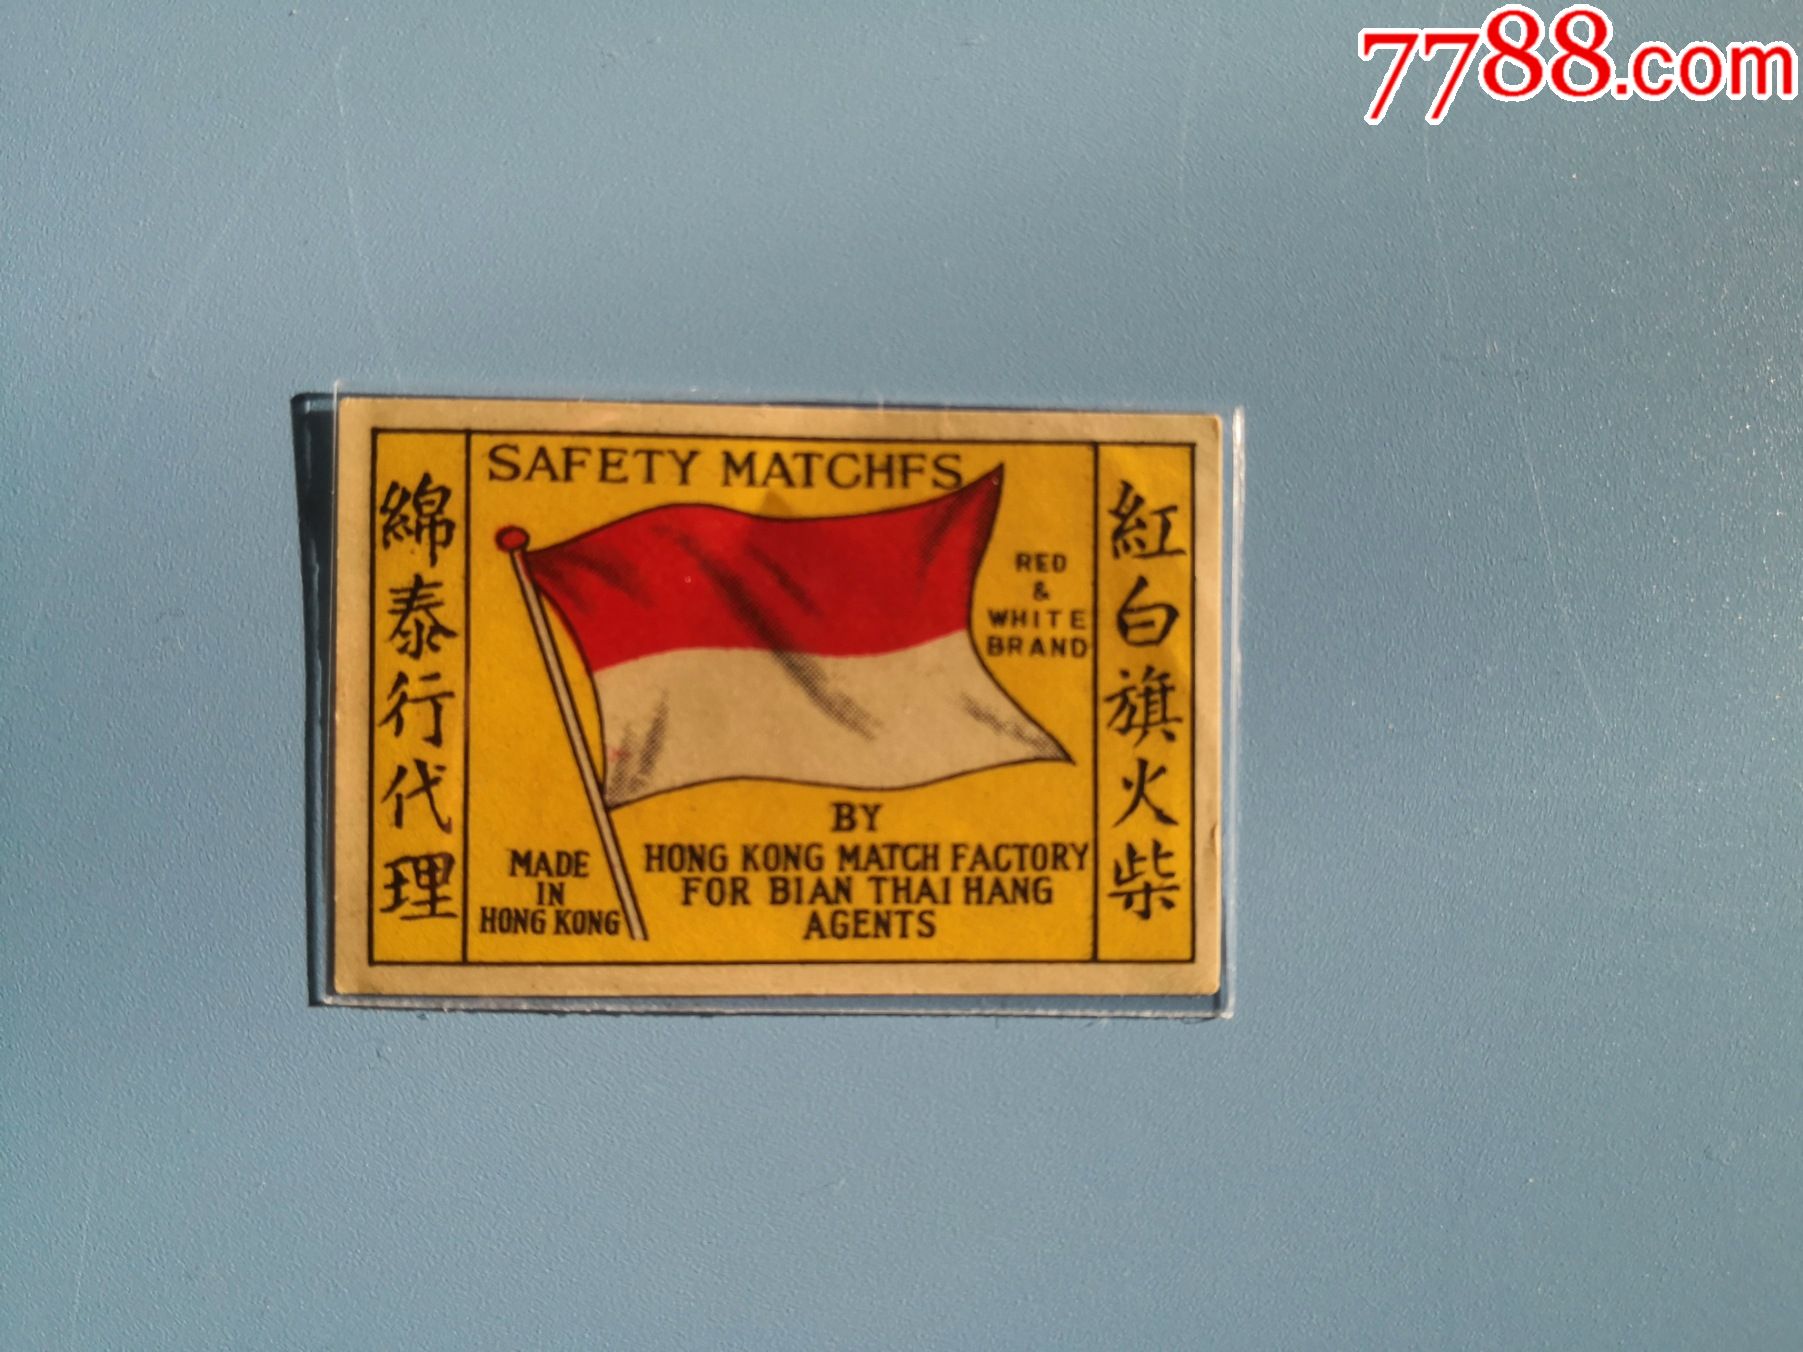 7788.com
SAFETY MATCHFS
RED
&
WHITE
BRAND
紅白旗火柴
綿泰行代理
BY
HONG KONG MATCH FACTORY
FOR BIAN THAI HANG
AGENTS
MADE
IN
HONG KONG